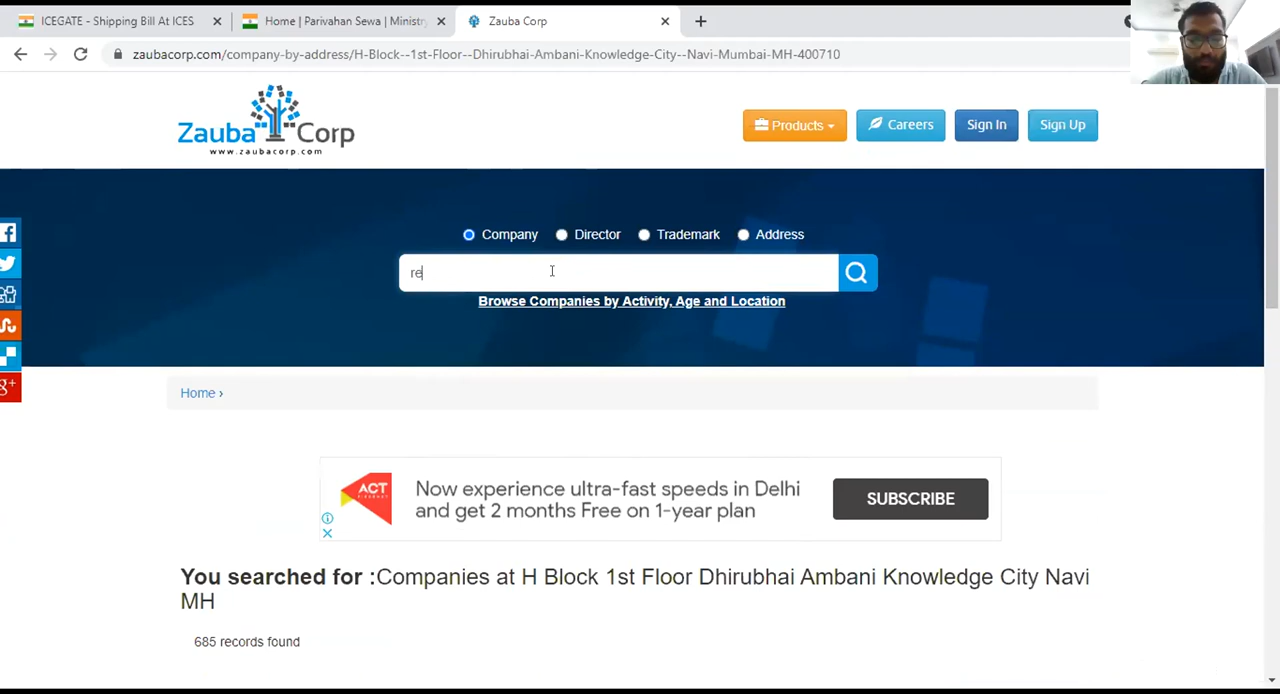 ICEGATE - Shipping Bill At ICES
Home | Parivahan Sewa | Ministry
Zauba Corp
zaubacorp.com/company-by-address/H-Block--1st-Floor--Dhirubhai-Ambani-Knowledge-City--Navi-Mumbai-MH-400710
Zauba Corp
www.zaubacorp.com
Products
Careers
Sign In
Sign Up
Company
Director
Trademark
Address
re
Browse Companies by Activity, Age and Location
Home ›
ACT
Now experience ultra-fast speeds in Delhi
and get 2 months Free on 1-year plan
SUBSCRIBE
You searched for :Companies at H Block 1st Floor Dhirubhai Ambani Knowledge City Navi
MH
685 records found